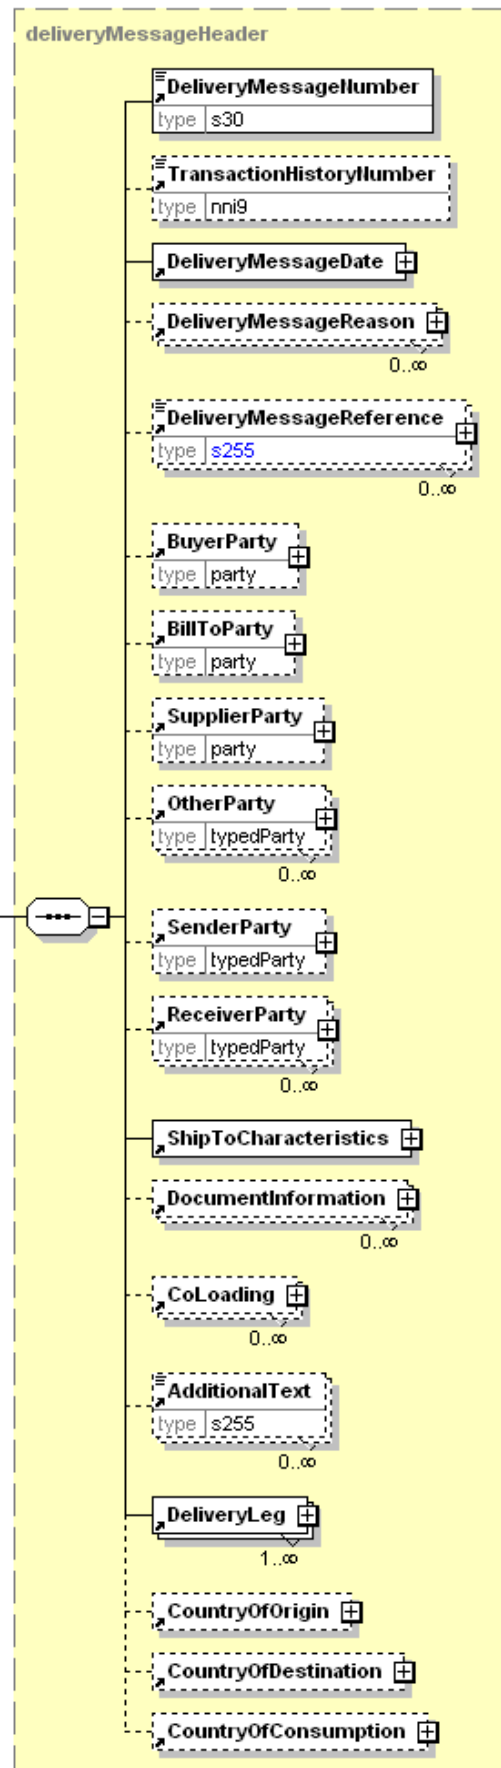 deliveryMessageHeader
DeliveryMessageNumber
type s30
TransactionHistoryNumber
type nni9
DeliveryMessageDate
DeliveryMessageReason
0..∞
DeliveryMessageReference
type s255
0..∞
BuyerParty
type party
BillToParty
type party
SupplierParty
type party
OtherParty
type typedParty
0..∞
SenderParty
type typedParty
ReceiverParty
type typedParty
0..∞
ShipToCharacteristics
DocumentInformation
0..∞
CoLoading
0..∞
AdditionalText
type s255
0..∞
DeliveryLeg
1..∞
CountryOfOrigin
CountryOfDestination
CountryOfConsumption